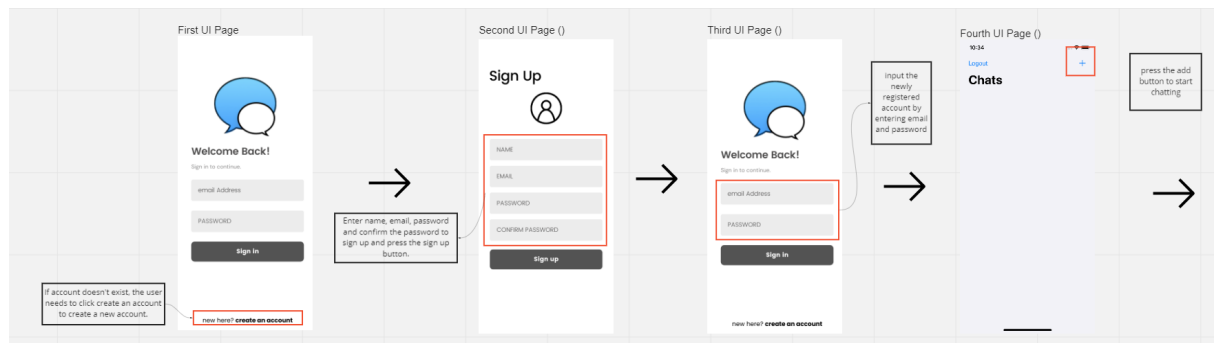 First UI Page
Welcome Back!
Sign in to continue.
email Address
PASSWORD
Sign in
new here? create an account
If account doesn't exist, the user
needs to click create an account
to create a new account.
Second UI Page ()
Sign Up
NAME
EMAIL
PASSWORD
CONFIRM PASSWORD
Sign up
Enter name, email, password
and confirm the password to
sign up and press the sign up
button.
Third UI Page ()
Welcome Back!
Sign in to continue.
email Address
PASSWORD
Sign in
new here? create an account
input the
newly
registered
account by
entering email
and password
Fourth UI Page ()
10:34
Logout
+
Chats
press the add
button to start
chatting